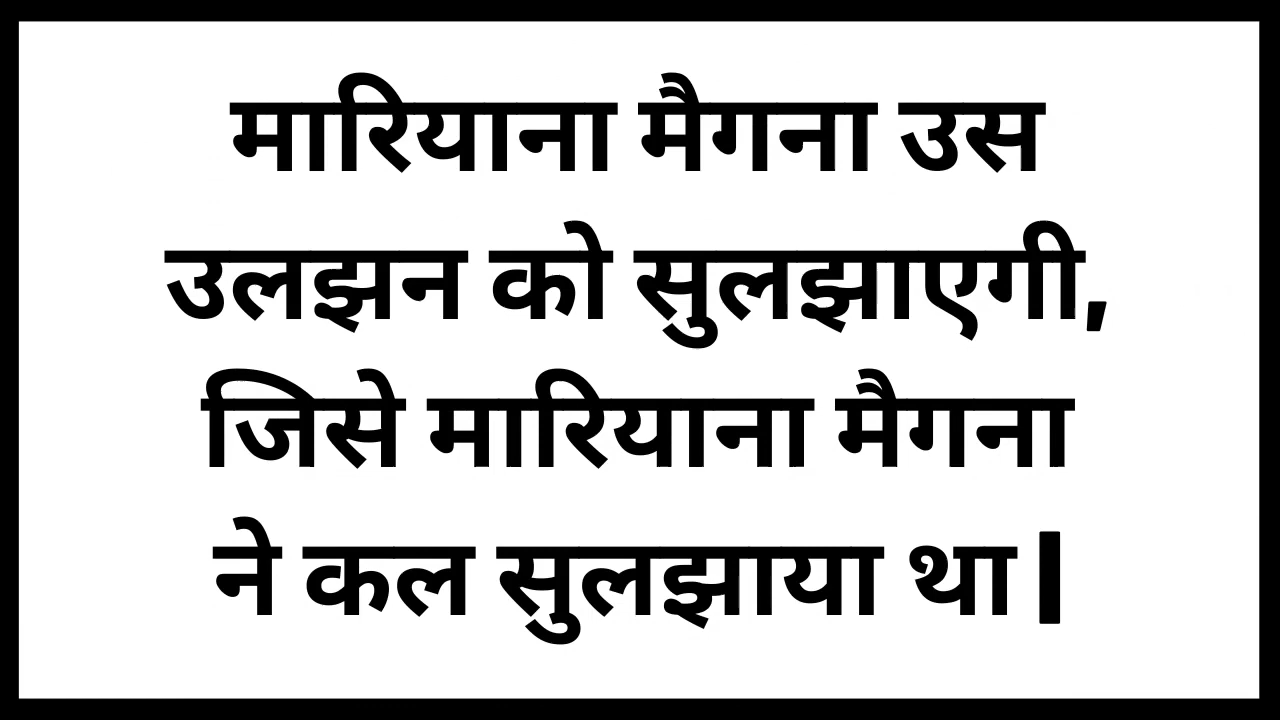 मारियाना मैगना उस
उलझन को सुलझाएगी,
जिसे मारियाना मैगना
ने कल सुलझाया था।